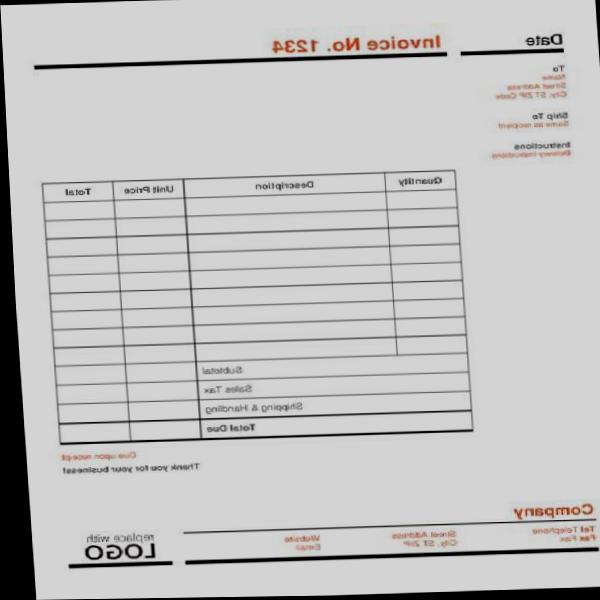 Date
Invoice No. 1234
To
Name
Street Address
City, ST ZIP Code
Ship To
Same as recipient
Instructions
Delivery instructions
Quantity Description Unit Price Total
Subtotal
Sales Tax
Shipping & Handling
Total Due
Due upon receipt
Thank you for your business!
Company
Tel Telephone
Fax Fax
Street Address
City, ST ZIP
Website
Email
replace with
LOGO